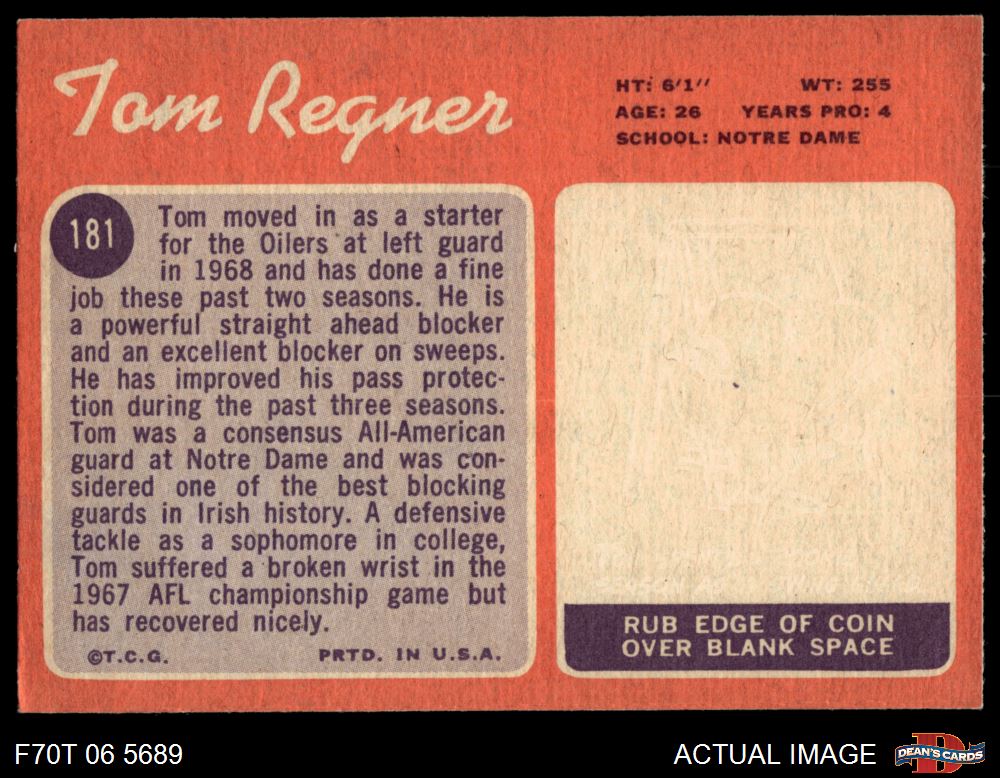 Tom Regner
HT: 6'1'' WT: 255
AGE: 26 YEARS PRO: 4
SCHOOL: NOTRE DAME
181
Tom moved in as a starter
for the Oilers at left guard
in 1968 and has done a fine
job these past two seasons. He is
a powerful straight ahead blocker
and an excellent blocker on sweeps.
He has improved his pass protec-
tion during the past three seasons.
Tom was a consensus All-American
guard at Notre Dame and was con-
sidered one of the best blocking
guards in Irish history. A defensive
tackle as a sophomore in college,
Tom suffered a broken wrist in the
1967 AFL championship game but
has recovered nicely.
©T.C.G. PRTD. IN U.S.A.
RUB EDGE OF COIN
OVER BLANK SPACE
F70T 06 5689
ACTUAL IMAGE
D
DEAN'S CARDS